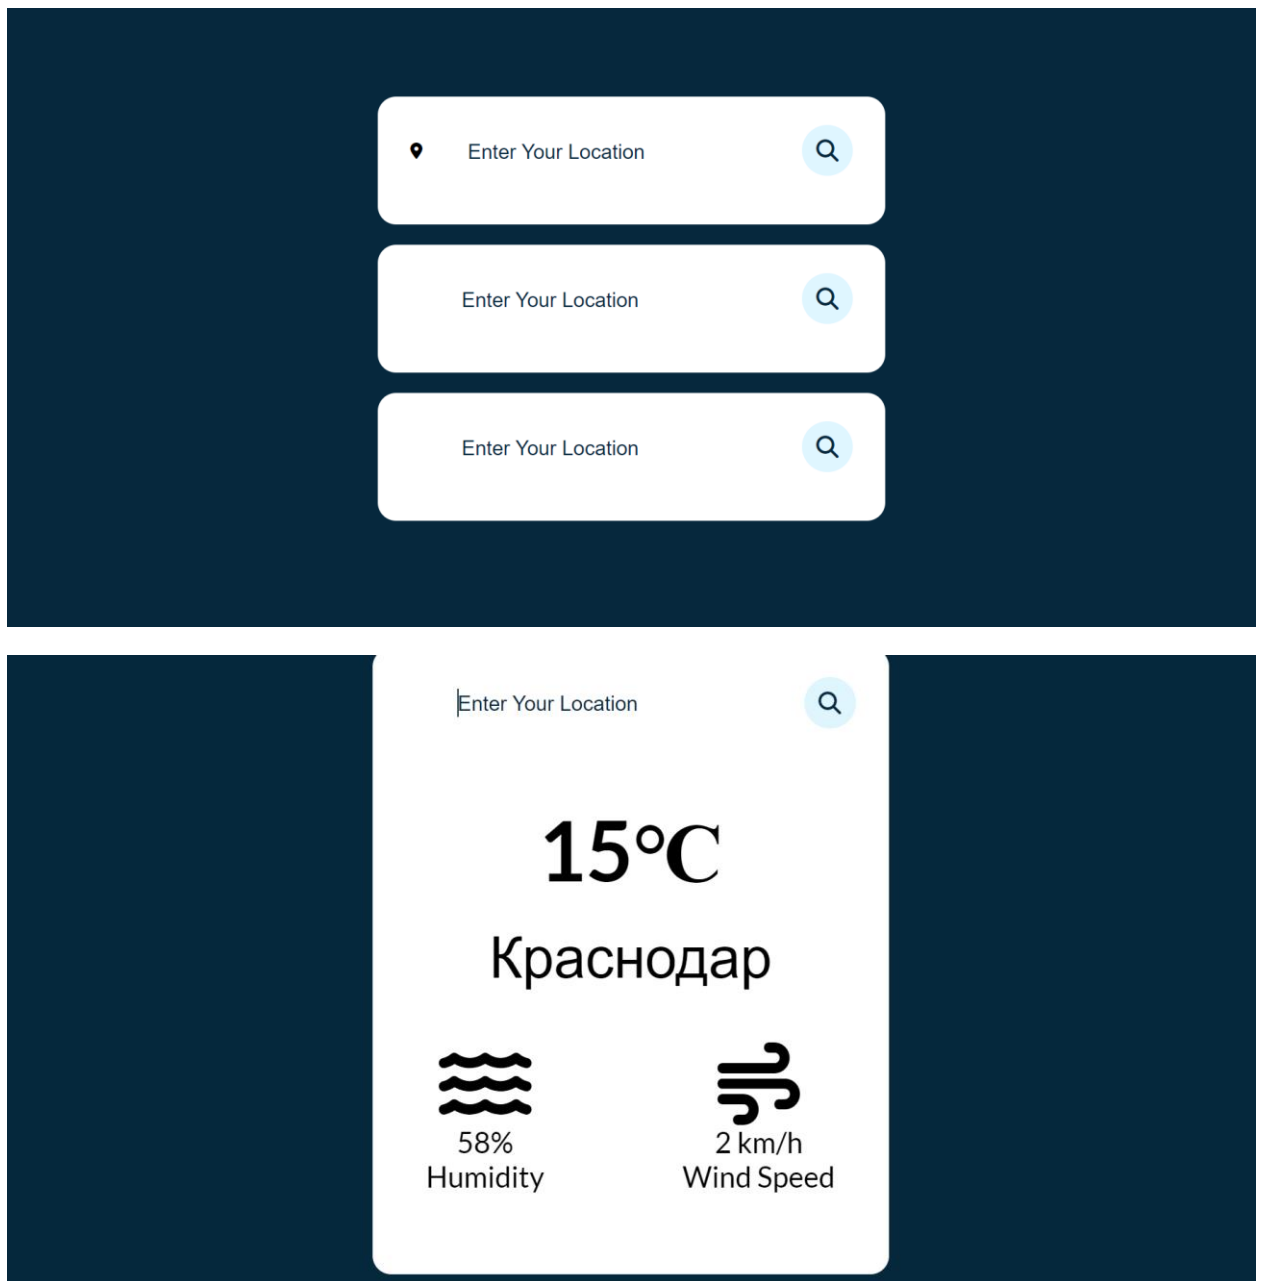 Enter Your Location
Enter Your Location
Enter Your Location
Enter Your Location
15°C
Краснодар
58%
Humidity
2 km/h
Wind Speed